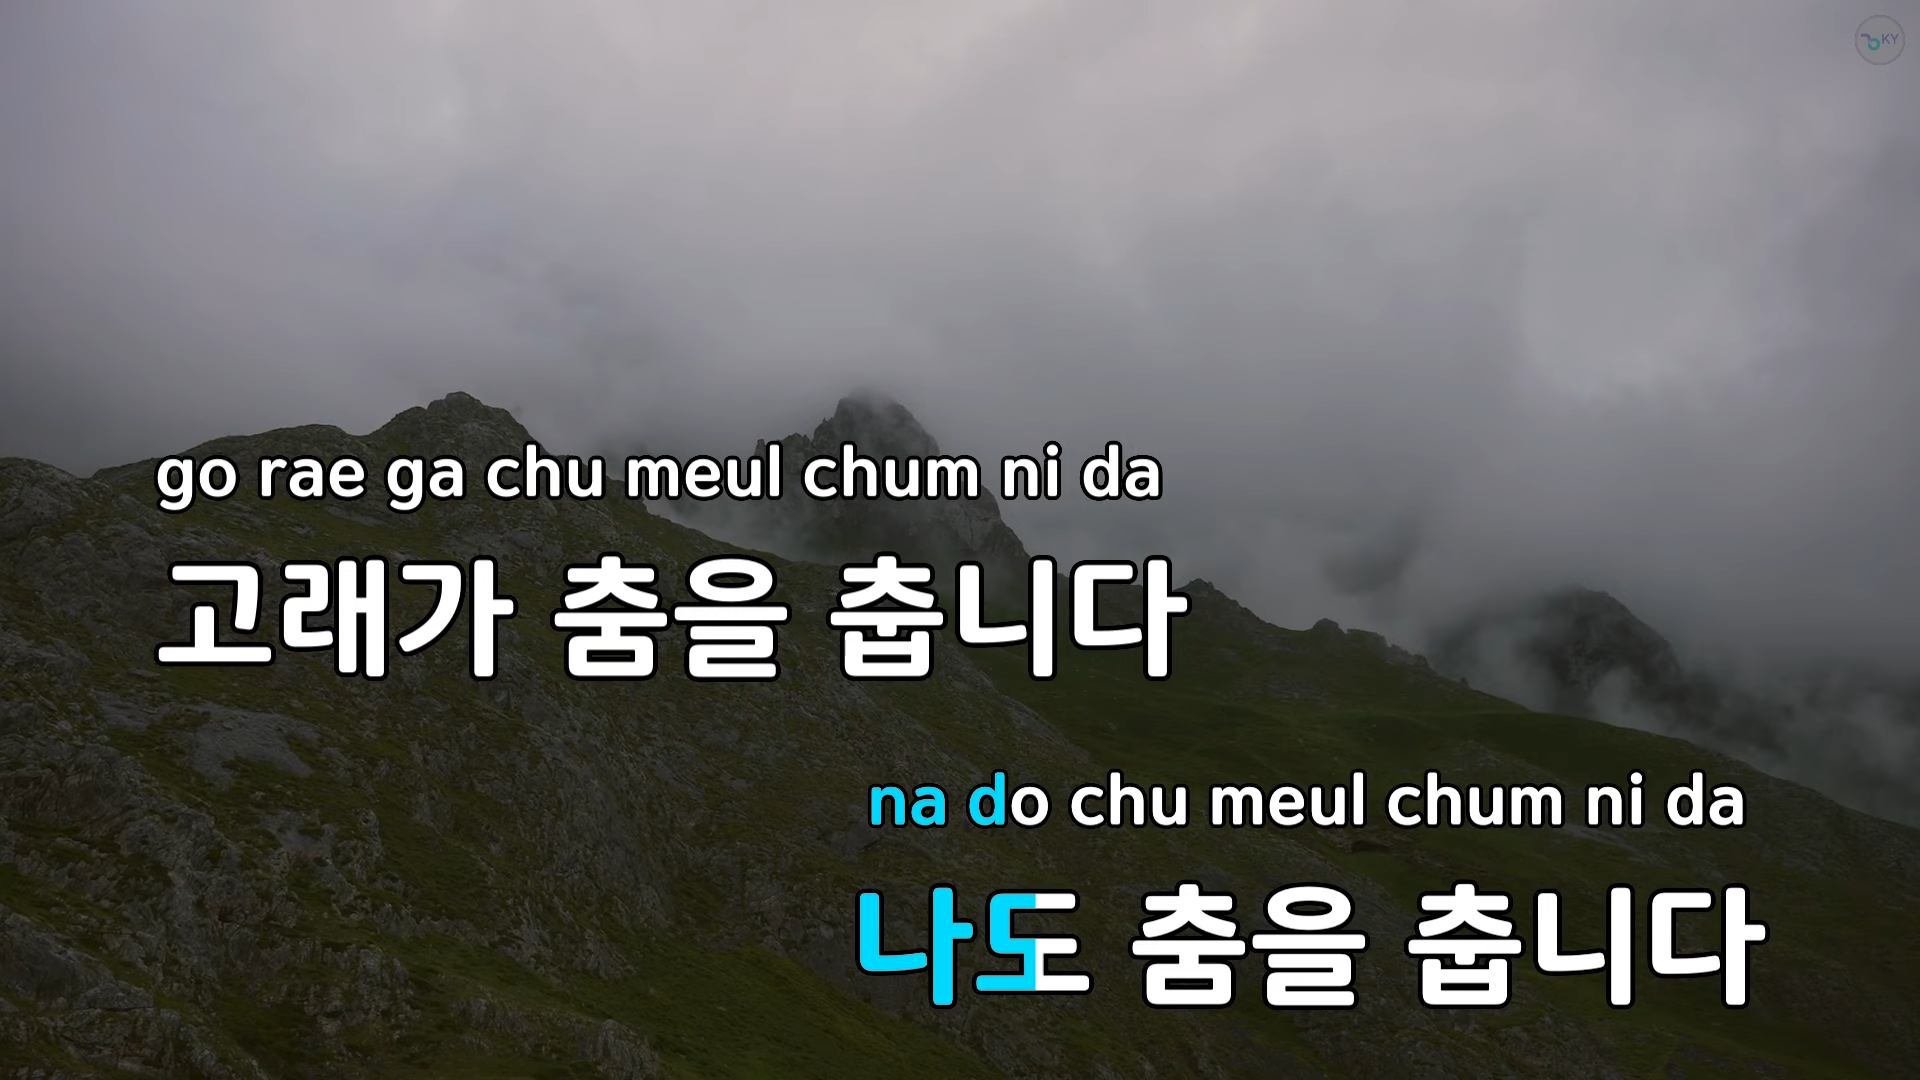 KY
go rae ga chu meul chum ni da
고래가 춤을 춥니다
na do chu meul chum ni da
나도 춤을 춥니다